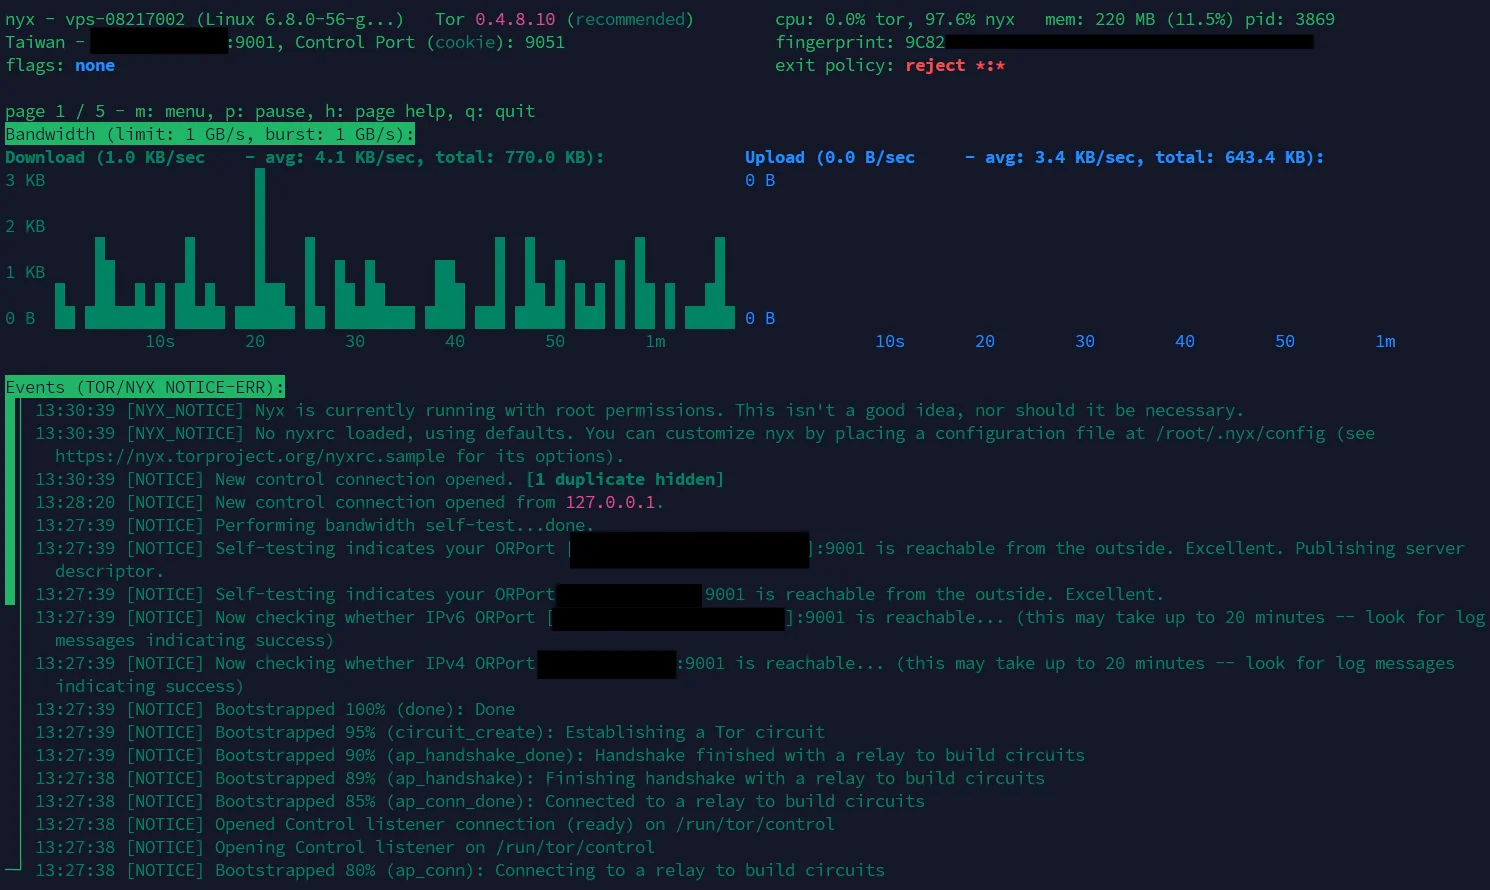 nyx - vps-08217002 (Linux 6.8.0-56-g...)   Tor 0.4.8.10 (recommended)        cpu: 0.0% tor, 97.6% nyx   mem: 220 MB (11.5%) pid: 3869
Taiwan - :9001, Control Port (cookie): 9051        fingerprint: 9C82
flags: none        exit policy: reject *:*
page 1 / 5 - m: menu, p: pause, h: page help, q: quit
Bandwidth (limit: 1 GB/s, burst: 1 GB/s):
Download (1.0 KB/sec    - avg: 4.1 KB/sec, total: 770.0 KB):        Upload (0.0 B/sec     - avg: 3.4 KB/sec, total: 643.4 KB):
3 KB        0 B
2 KB
1 KB
0 B        0 B
10s 20 30 40 50 1m        10s 20 30 40 50 1m
Events (TOR/NYX NOTICE-ERR):
13:30:39 [NYX_NOTICE] Nyx is currently running with root permissions. This isn't a good idea, nor should it be necessary.
13:30:39 [NYX_NOTICE] No nyxrc loaded, using defaults. You can customize nyx by placing a configuration file at /root/.nyx/config (see
https://nyx.torproject.org/nyxrc.sample for its options).
13:30:39 [NOTICE] New control connection opened. [1 duplicate hidden]
13:28:20 [NOTICE] New control connection opened from 127.0.0.1.
13:27:39 [NOTICE] Performing bandwidth self-test...done.
13:27:39 [NOTICE] Self-testing indicates your ORPort [ ]:9001 is reachable from the outside. Excellent. Publishing server
descriptor.
13:27:39 [NOTICE] Self-testing indicates your ORPort 9001 is reachable from the outside. Excellent.
13:27:39 [NOTICE] Now checking whether IPv6 ORPort [ ]:9001 is reachable... (this may take up to 20 minutes -- look for log
messages indicating success)
13:27:39 [NOTICE] Now checking whether IPv4 ORPort :9001 is reachable... (this may take up to 20 minutes -- look for log messages
indicating success)
13:27:39 [NOTICE] Bootstrapped 100% (done): Done
13:27:39 [NOTICE] Bootstrapped 95% (circuit_create): Establishing a Tor circuit
13:27:39 [NOTICE] Bootstrapped 90% (ap_handshake_done): Handshake finished with a relay to build circuits
13:27:38 [NOTICE] Bootstrapped 89% (ap_handshake): Finishing handshake with a relay to build circuits
13:27:38 [NOTICE] Bootstrapped 85% (ap_conn_done): Connected to a relay to build circuits
13:27:38 [NOTICE] Opened Control listener connection (ready) on /run/tor/control
13:27:38 [NOTICE] Opening Control listener on /run/tor/control
13:27:38 [NOTICE] Bootstrapped 80% (ap_conn): Connecting to a relay to build circuits